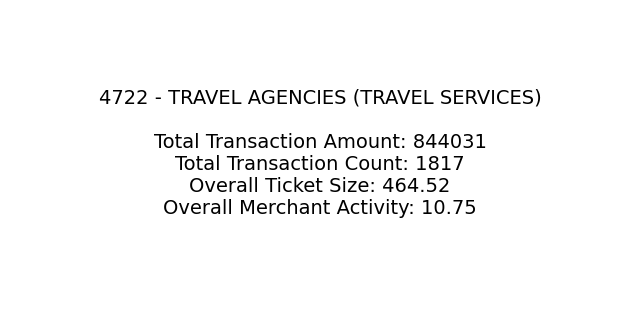 4722 - TRAVEL AGENCIES (TRAVEL SERVICES)
Total Transaction Amount: 844031
Total Transaction Count: 1817
Overall Ticket Size: 464.52
Overall Merchant Activity: 10.75